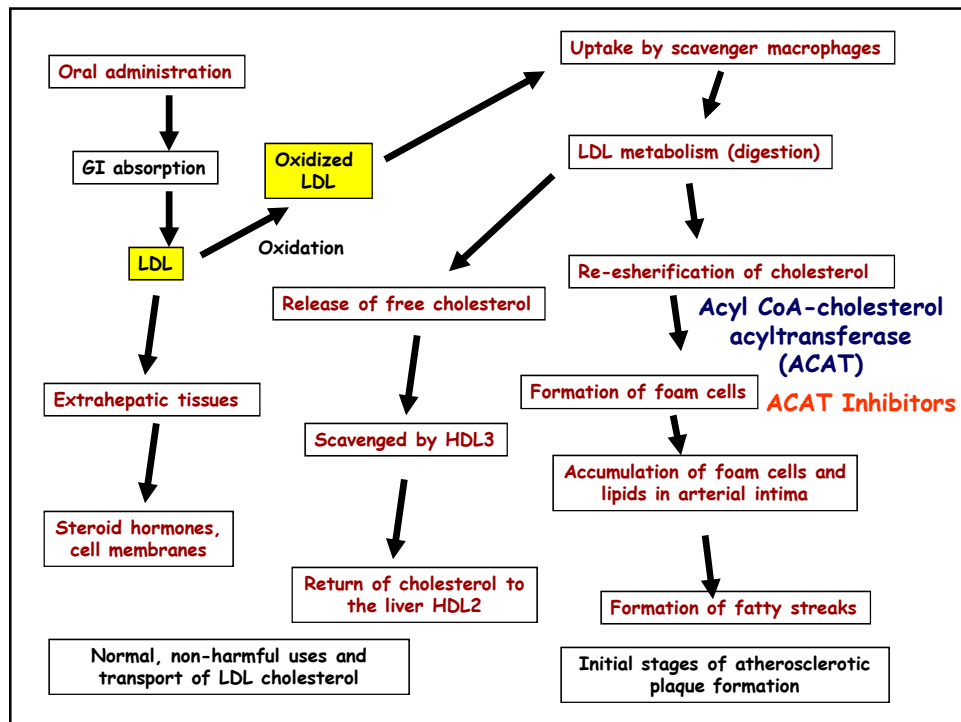 Oral administration
GI absorption
LDL
Oxidized
LDL
Oxidation
Extrahepatic tissues
Steroid hormones,
cell membranes
Normal, non-harmful uses and
transport of LDL cholesterol
Uptake by scavenger macrophages
LDL metabolism (digestion)
Release of free cholesterol
Scavenged by HDL3
Return of cholesterol to
the liver HDL2
Re-esherification of cholesterol
Acyl CoA-cholesterol
acyltransferase
(ACAT)
Formation of foam cells
ACAT Inhibitors
Accumulation of foam cells and
lipids in arterial intima
Formation of fatty streaks
Initial stages of atherosclerotic
plaque formation